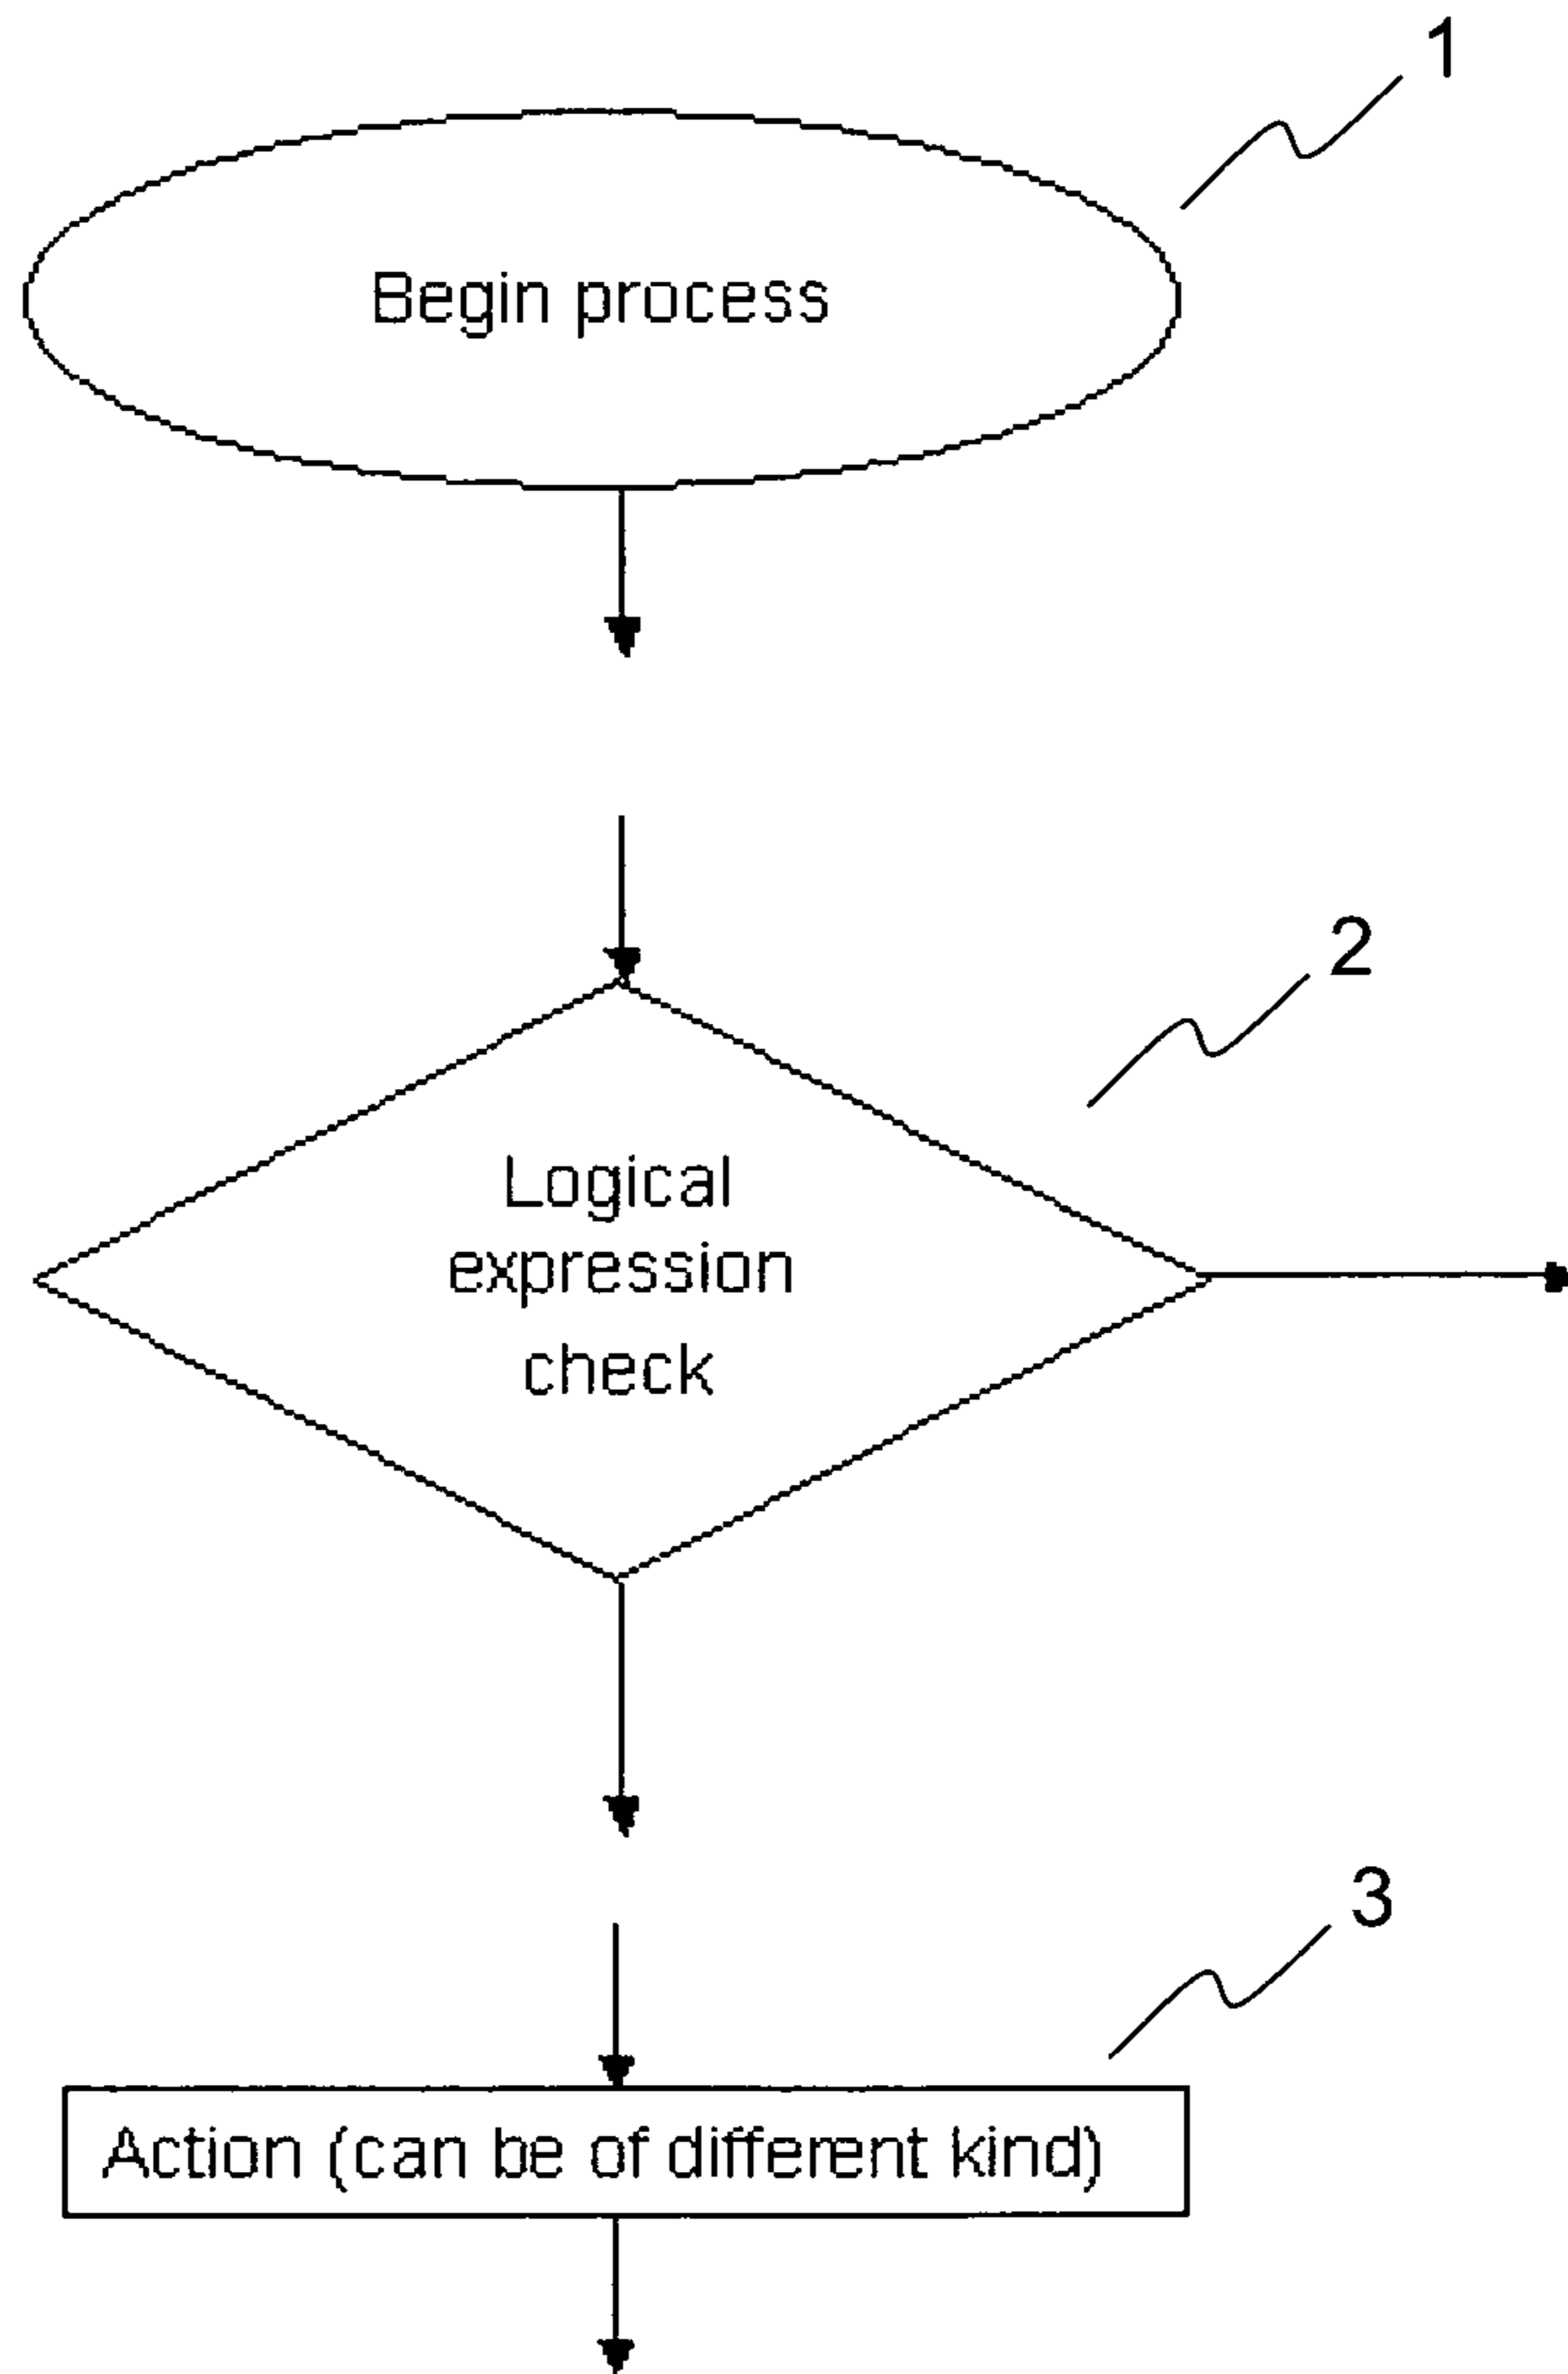 1
Begin process
2
Logical
expression
check
3
Action (can be of different kind)